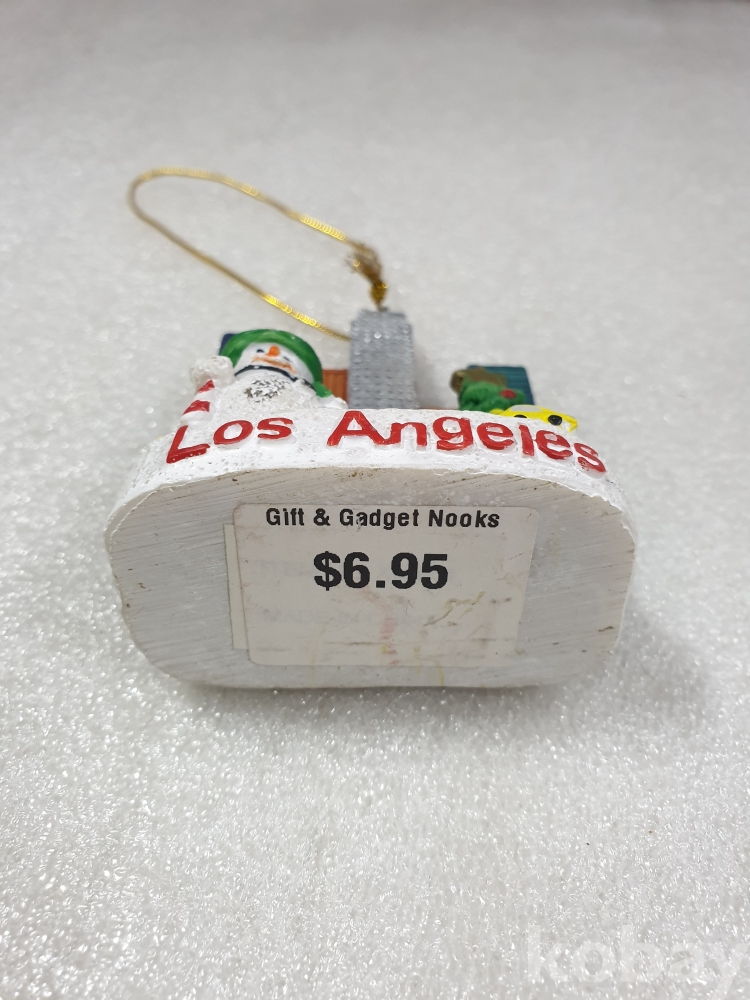 Los Angeles
Gift & Gadget Nooks
$6.95
kobay